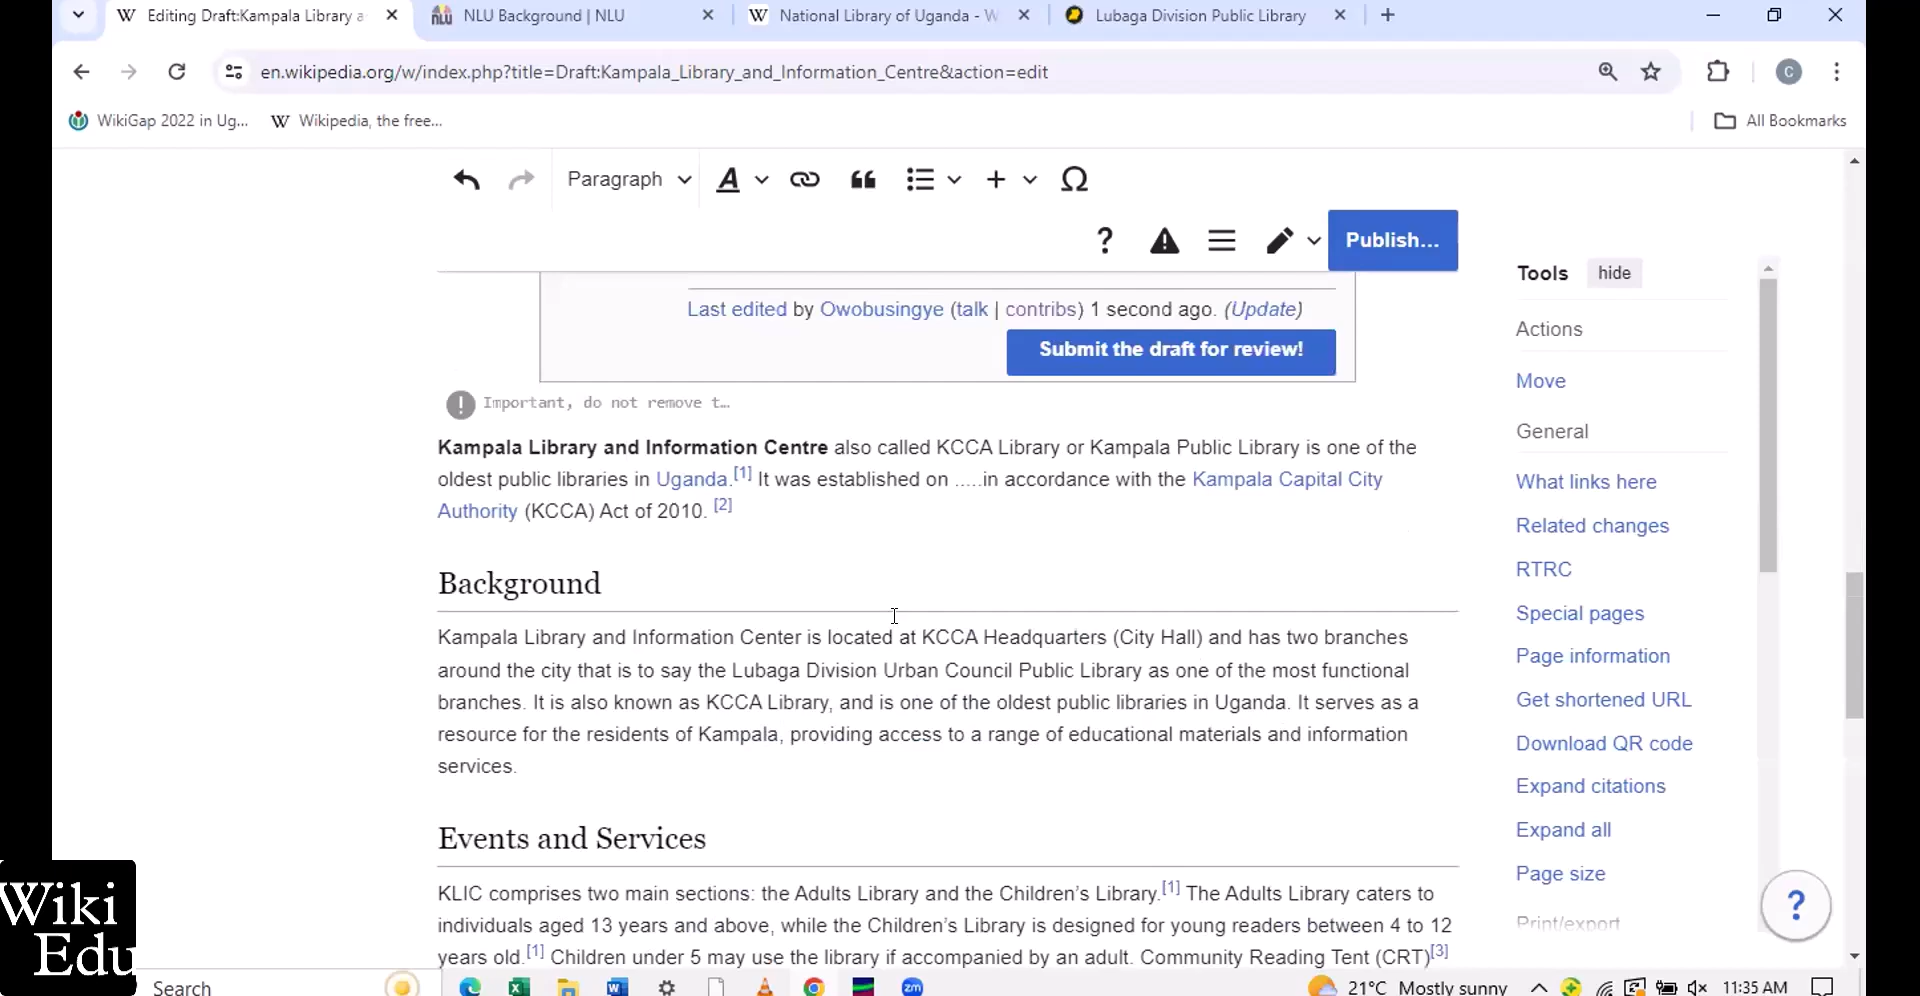 Editing Draft:Kampala Library a
NLU Background | NLU
National Library of Uganda - W
Lubaga Division Public Library
en.wikipedia.org/w/index.php?title=Draft:Kampala_Library_and_Information_Centre&action=edit
C
WikiGap 2022 in Ug...
Wikipedia, the free...
All Bookmarks
Paragraph
Publish...
Tools
hide
Last edited by Owobusingye (talk | contribs) 1 second ago. (Update)
Submit the draft for review!
Important, do not remove t…
Kampala Library and Information Centre also called KCCA Library or Kampala Public Library is one of the
oldest public libraries in Uganda.[1] It was established on .....in accordance with the Kampala Capital City
Authority (KCCA) Act of 2010. [2]
Background
Kampala Library and Information Center is located at KCCA Headquarters (City Hall) and has two branches
around the city that is to say the Lubaga Division Urban Council Public Library as one of the most functional
branches. It is also known as KCCA Library, and is one of the oldest public libraries in Uganda. It serves as a
resource for the residents of Kampala, providing access to a range of educational materials and information
services.
Events and Services
KLIC comprises two main sections: the Adults Library and the Children's Library.[1] The Adults Library caters to
individuals aged 13 years and above, while the Children's Library is designed for young readers between 4 to 12
years old.[1] Children under 5 may use the library if accompanied by an adult. Community Reading Tent (CRT)[3]
Actions
Move
General
What links here
Related changes
RTRC
Special pages
Page information
Get shortened URL
Download QR code
Expand citations
Expand all
Page size
Print/export
Wiki
Edu
Search
zm
21°C Mostly sunny
11:35 AM